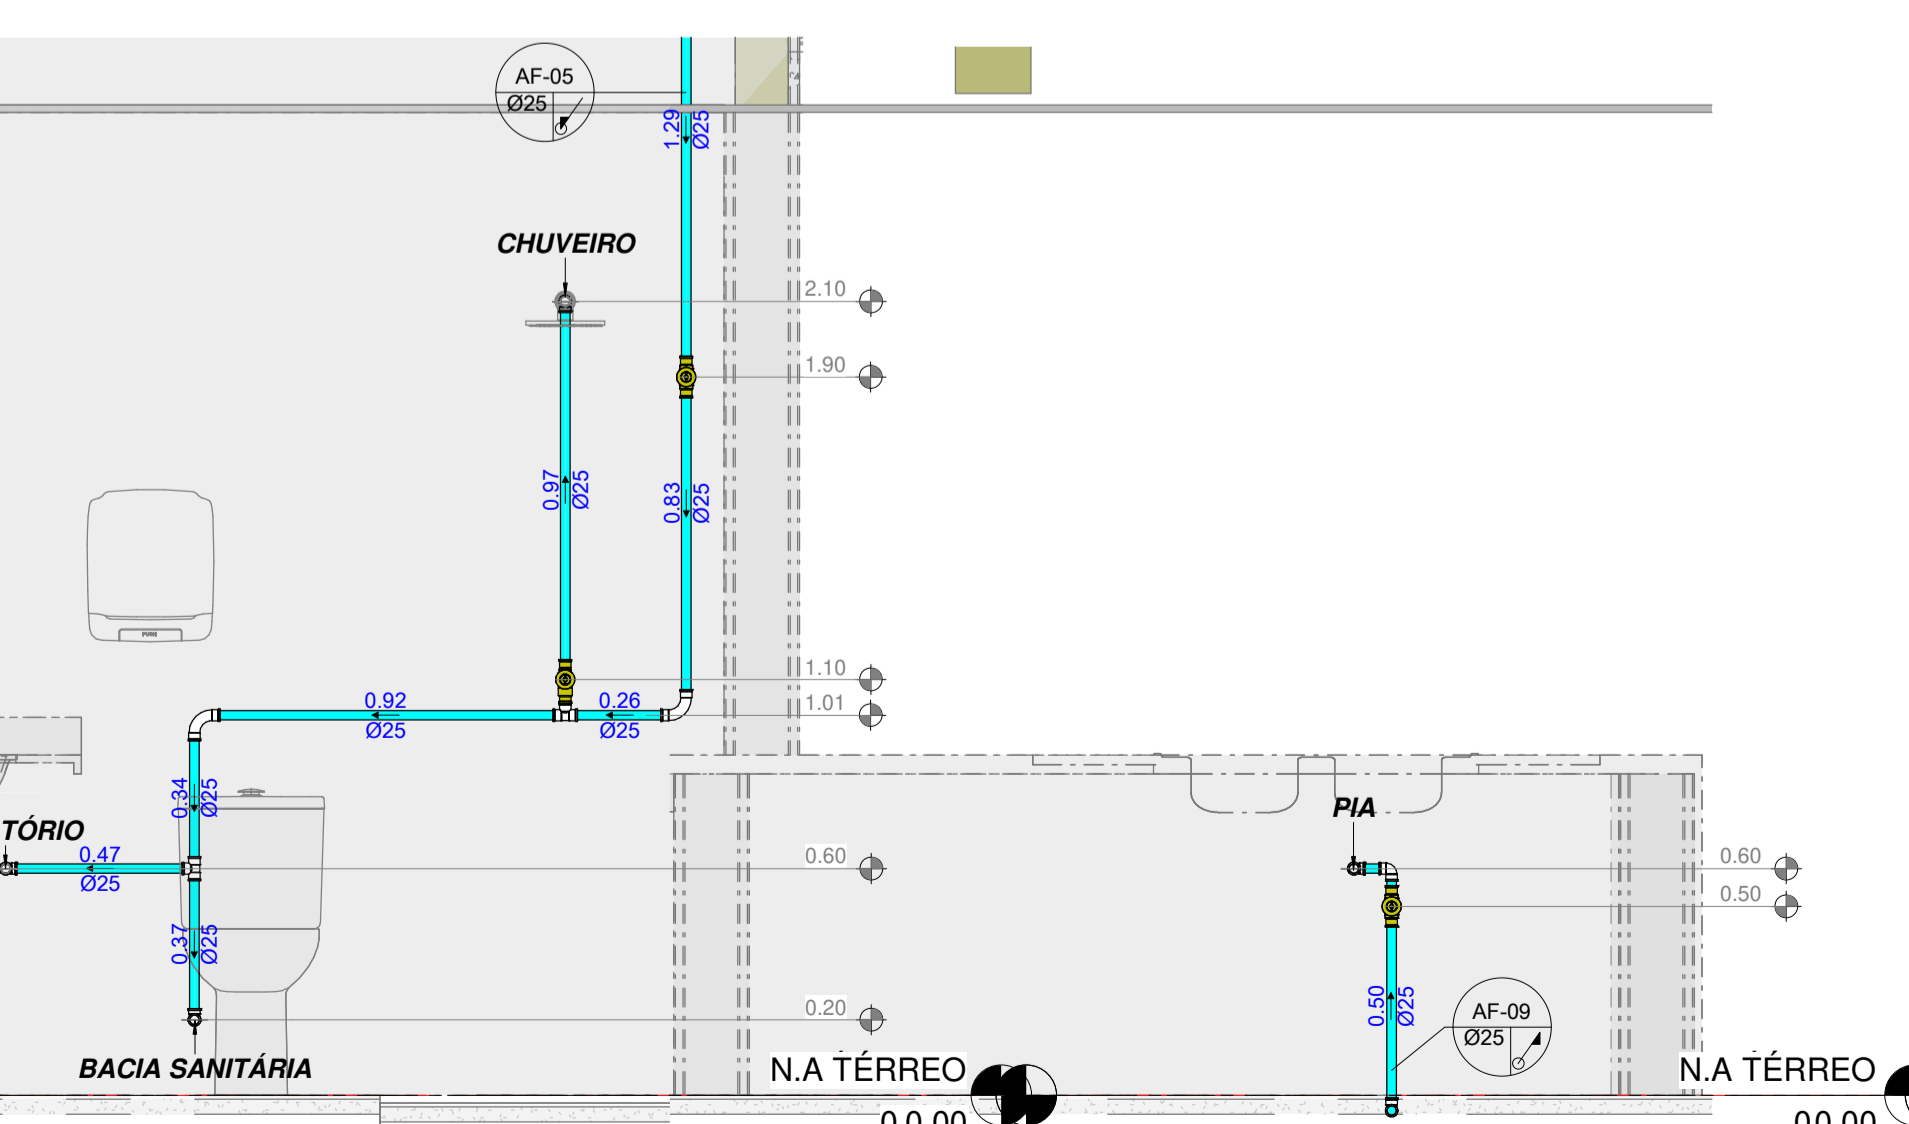 AF-05
Ø25
1.29
Ø25
CHUVEIRO
2.10
1.90
0.97
Ø25
0.83
Ø25
1.10
1.01
0.92
Ø25
0.26
Ø25
0.34
Ø25
PIA
TÓRIO
0.47
Ø25
0.60
0.60
0.50
0.37
Ø25
0.20
0.50
Ø25
AF-09
Ø25
BACIA SANITÁRIA
N.A TÉRREO
N.A TÉRREO